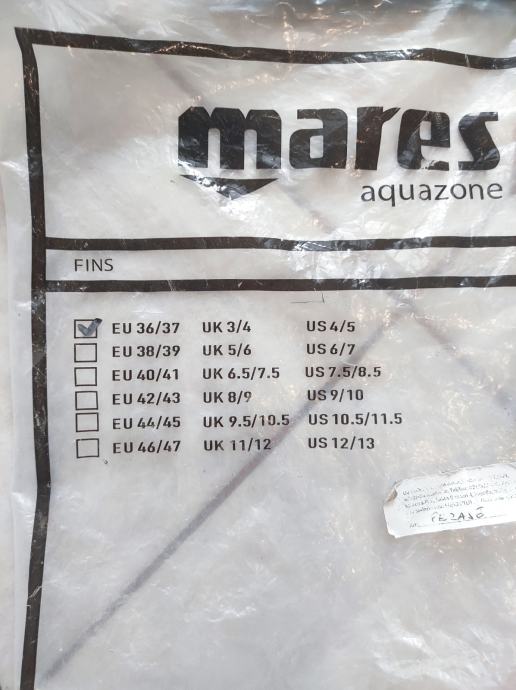 mares
aquazone
FINS
EU 36/37 UK 3/4 US 4/5
EU 38/39 UK 5/6 US 6/7
EU 40/41 UK 6.5/7.5 US 7.5/8.5
EU 42/43 UK 8/9 US 9/10
EU 44/45 UK 9.5/10.5 US 10.5/11.5
EU 46/47 UK 11/12 US 12/13